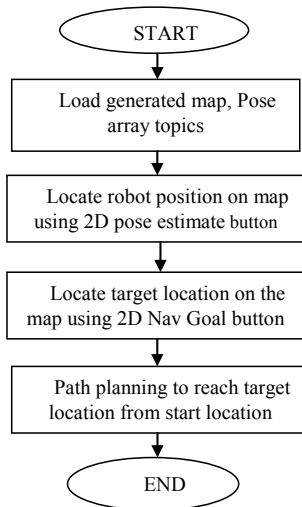 START
Load generated map, Pose
array topics
Locate robot position on map
using 2D pose estimate button
Locate target location on the
map using 2D Nav Goal button
Path planning to reach target
location from start location
END